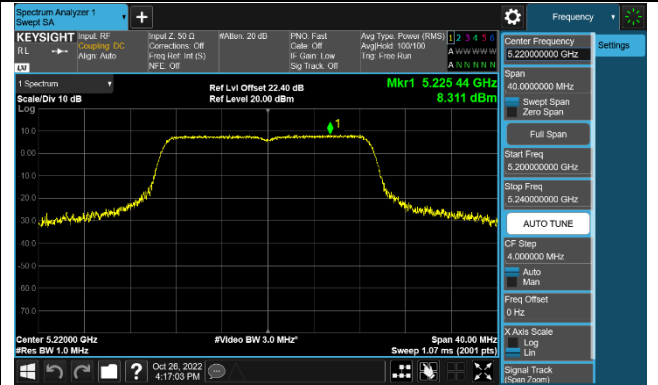 Spectrum Analyzer 1
Swept SA
Frequency
KEYSIGHT
RL
LXI
Input: RF
Coupling: DC
Align: Auto
Input Z: 50 Ω
Corrections: Off
Freq Ref: Int (S)
NFE: Off
#Atten: 20 dB
PNO: Fast
Gate: Off
IF Gain: Low
Sig Track: Off
Avg Type: Power (RMS)
Avg|Hold: 100/100
Trig: Free Run
1 2 3 4 5 6
A W W W W W
A N N N N N
1 Spectrum
Scale/Div 10 dB
Log
Ref Lvl Offset 22.40 dB
Ref Level 20.00 dBm
Mkr1 5.225 44 GHz
8.311 dBm
1
10.0
0.00
-10.0
-20.0
-30.0
-40.0
-50.0
-60.0
-70.0
Center 5.22000 GHz
#Res BW 1.0 MHz
#Video BW 3.0 MHz*
Span 40.00 MHz
Sweep 1.07 ms (2001 pts)
Center Frequency
5.220000000 GHz
Settings
Span
40.0000000 MHz
Swept Span
Zero Span
Full Span
Start Freq
5.200000000 GHz
Stop Freq
5.240000000 GHz
AUTO TUNE
CF Step
4.000000 MHz
Auto
Man
Freq Offset
0 Hz
X Axis Scale
Log
Lin
Signal Track
(Span Zoom)
?
Oct 26, 2022
4:17:03 PM